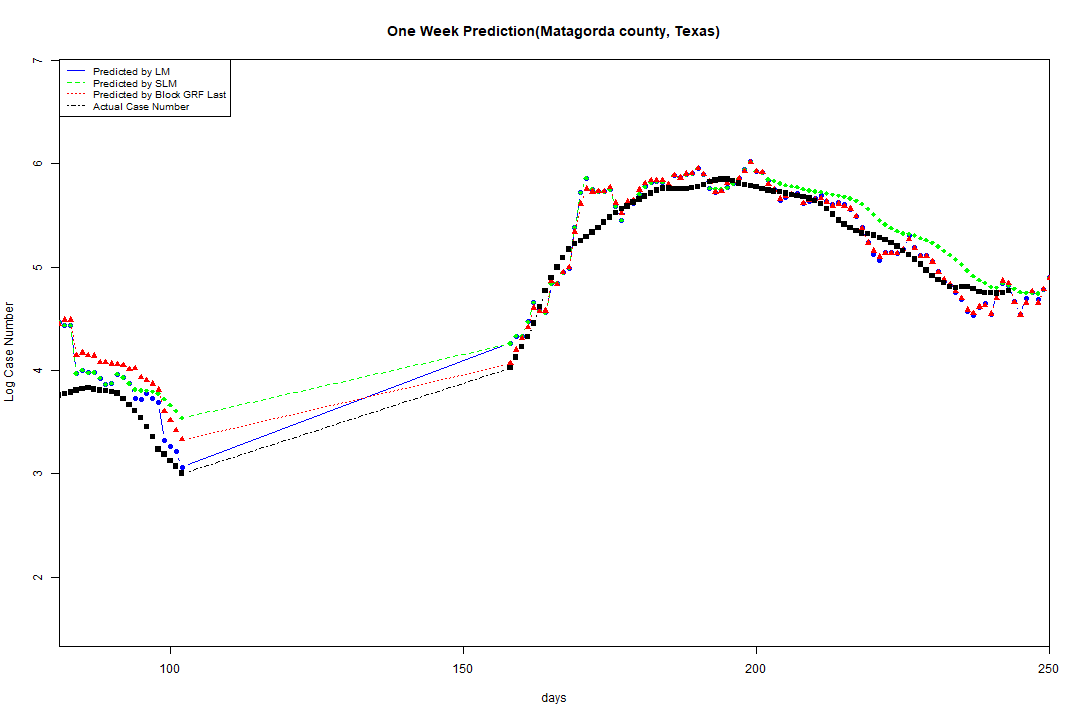 One Week Prediction(Matagorda county, Texas)
Predicted by LM
Predicted by SLM
Predicted by Block GRF Last
Actual Case Number
Log Case Number
7
6
5
4
3
2
100 150 200 250
days